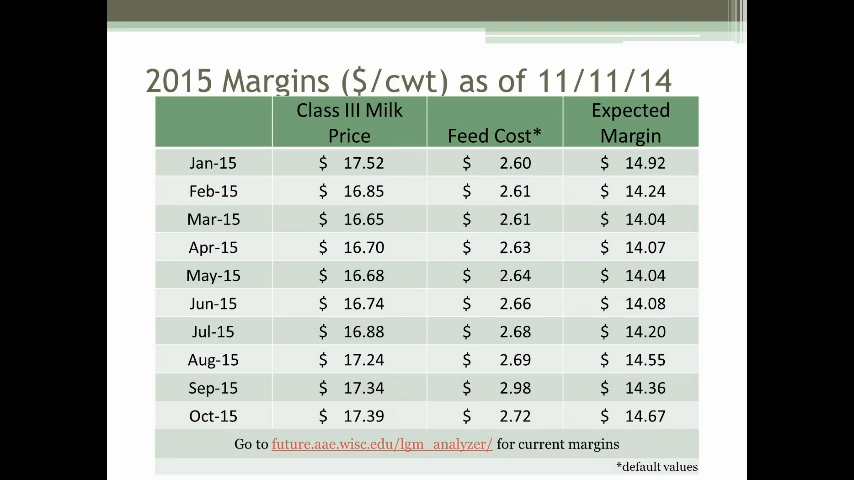 2015 Margins ($/cwt) as of 11/11/14
Class III Milk Price Feed Cost* Expected Margin
Jan-15 $ 17.52 $ 2.60 $ 14.92
Feb-15 $ 16.85 $ 2.61 $ 14.24
Mar-15 $ 16.65 $ 2.61 $ 14.04
Apr-15 $ 16.70 $ 2.63 $ 14.07
May-15 $ 16.68 $ 2.64 $ 14.04
Jun-15 $ 16.74 $ 2.66 $ 14.08
Jul-15 $ 16.88 $ 2.68 $ 14.20
Aug-15 $ 17.24 $ 2.69 $ 14.55
Sep-15 $ 17.34 $ 2.98 $ 14.36
Oct-15 $ 17.39 $ 2.72 $ 14.67
Go to future.aae.wisc.edu/lgm_analyzer/ for current margins
*default values